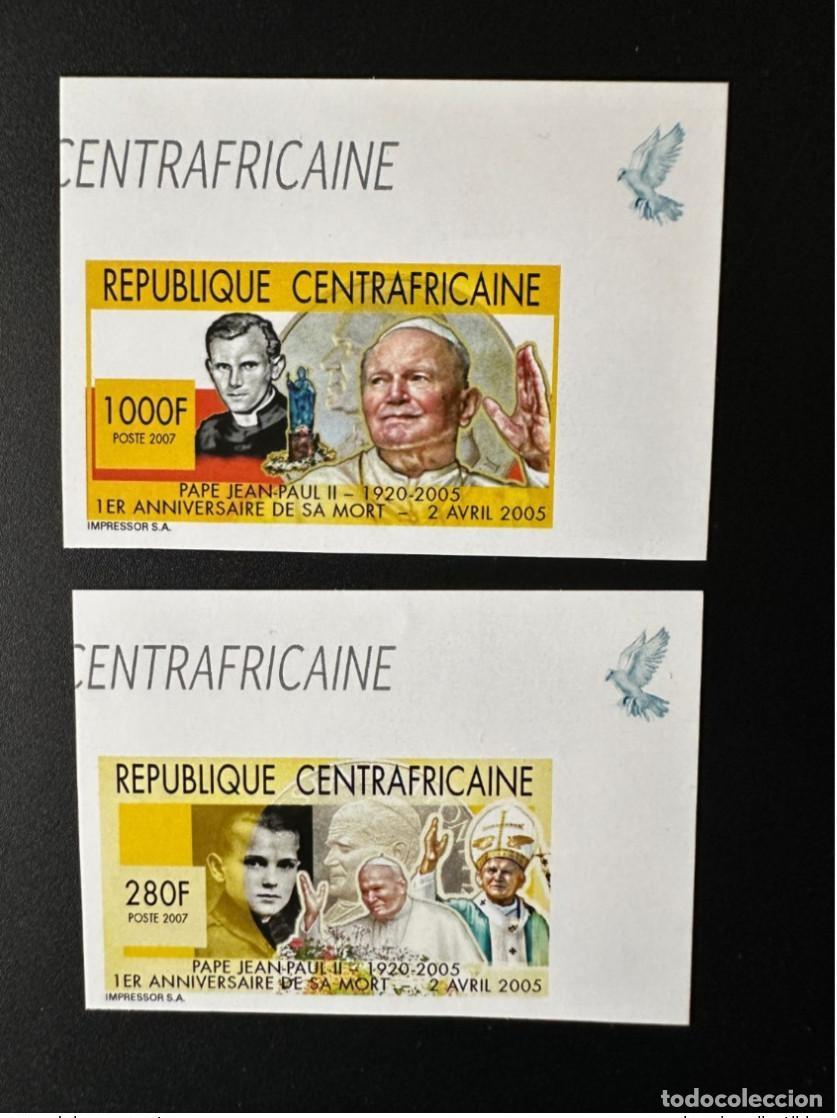 CENTRAFRICAINE
REPUBLIQUE CENTRAFRICAINE
1000F
POSTE 2007
PAPE JEAN-PAUL II – 1920-2005
1ER ANNIVERSAIRE DE SA MORT – 2 AVRIL 2005
IMPRESSOR S.A.
CENTRAFRICAINE
REPUBLIQUE CENTRAFRICAINE
280F
POSTE 2007
PAPE JEAN-PAUL II – 1920-2005
1ER ANNIVERSAIRE DE SA MORT – 2 AVRIL 2005
IMPRESSOR S.A.
todocoleccion